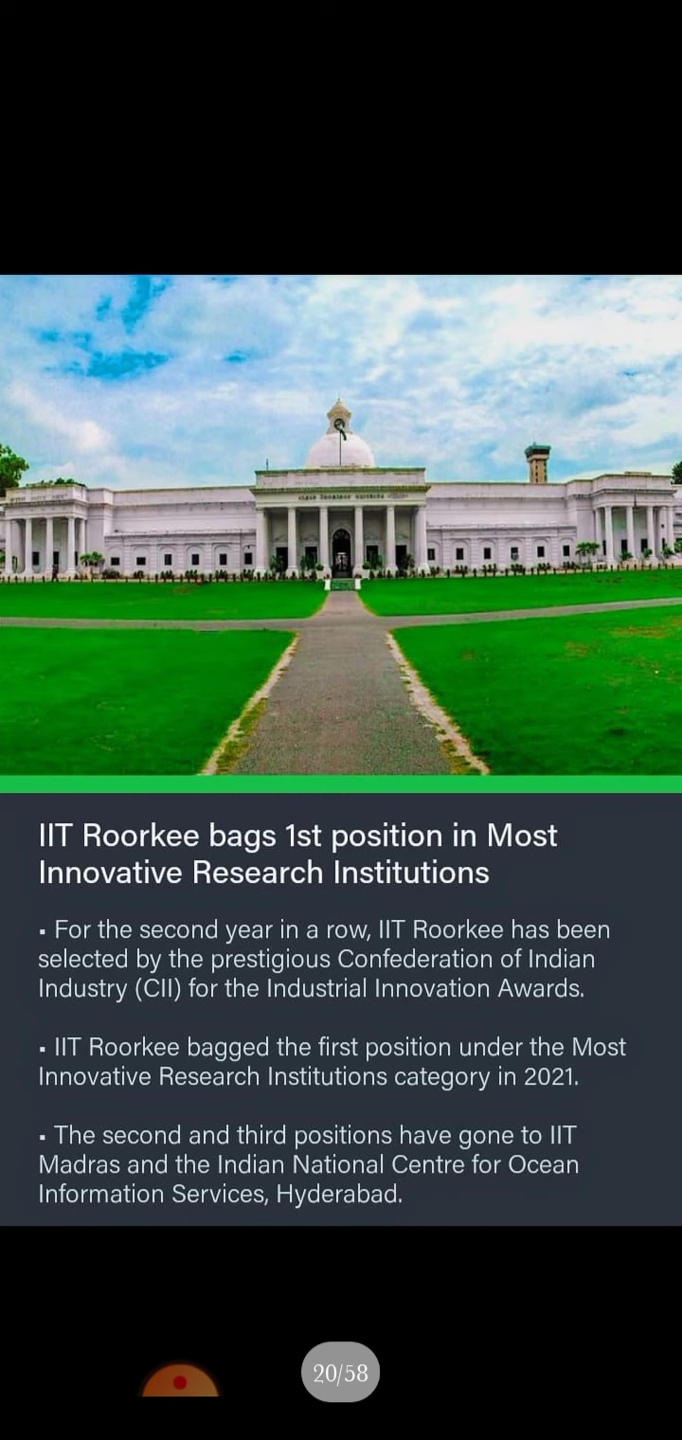 IIT Roorkee bags 1st position in Most
Innovative Research Institutions
▪ For the second year in a row, IIT Roorkee has been
selected by the prestigious Confederation of Indian
Industry (CII) for the Industrial Innovation Awards.
▪ IIT Roorkee bagged the first position under the Most
Innovative Research Institutions category in 2021.
▪ The second and third positions have gone to IIT
Madras and the Indian National Centre for Ocean
Information Services, Hyderabad.
20/58